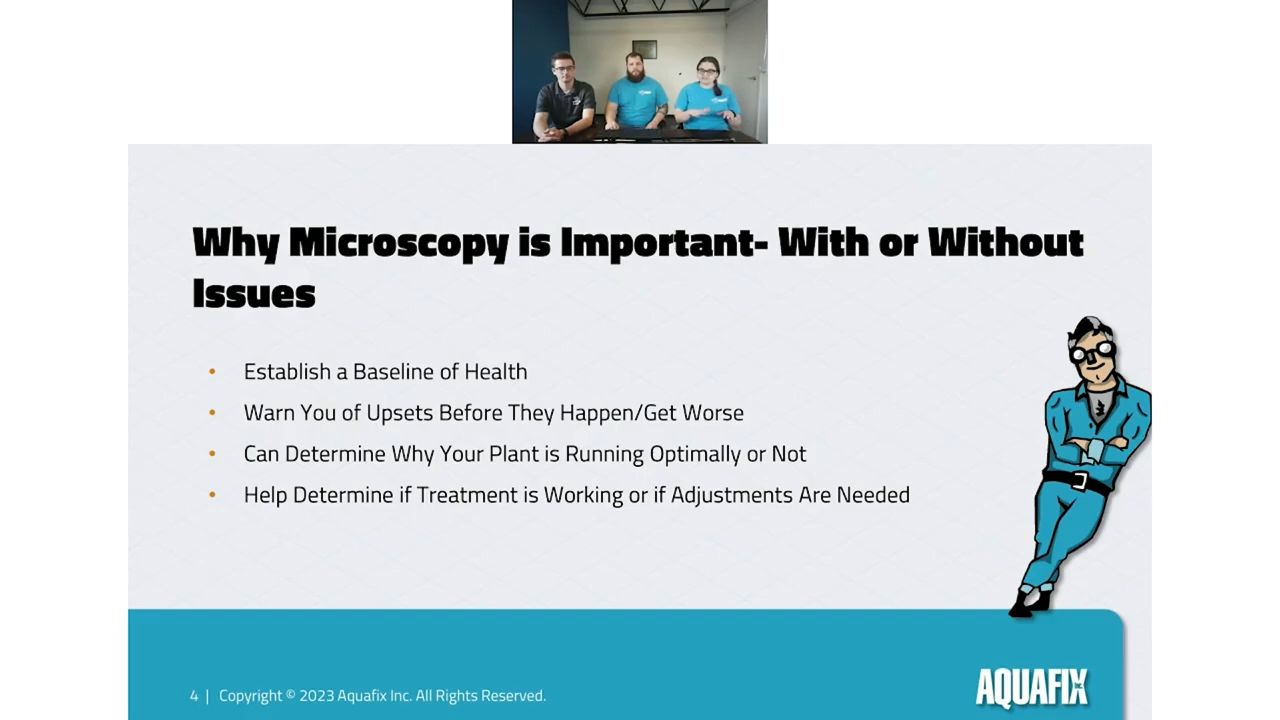 Why Microscopy is Important- With or Without
Issues
• Establish a Baseline of Health
• Warn You of Upsets Before They Happen/Get Worse
• Can Determine Why Your Plant is Running Optimally or Not
• Help Determine if Treatment is Working or if Adjustments Are Needed
4 | Copyright © 2023 Aquafix Inc. All Rights Reserved.
AQUAFIX